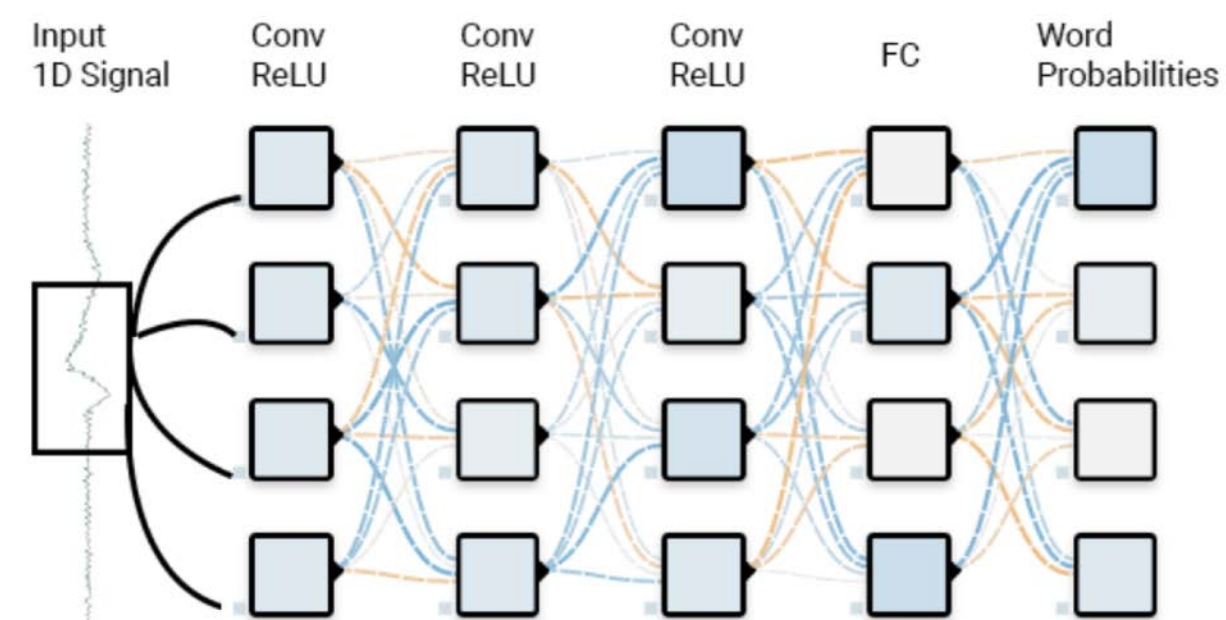 Input
1D Signal
Conv
ReLU
Conv
ReLU
Conv
ReLU
FC
Word
Probabilities